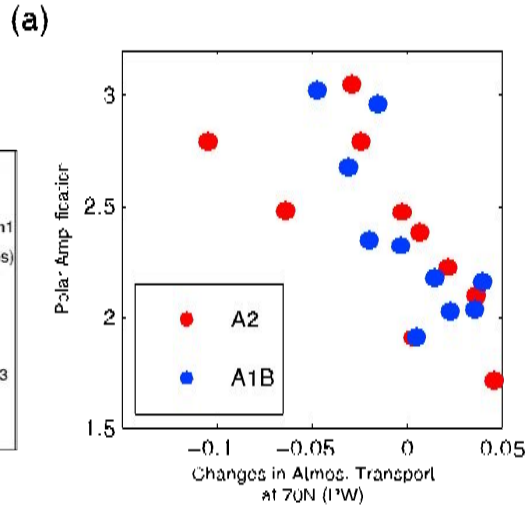 (a)
3
2.5
2
1.5
Polar Amplification
A2
A1B
-0.1
-0.05
0
0.05
Changes in Atmos. Transport
at 70N (PW)
3